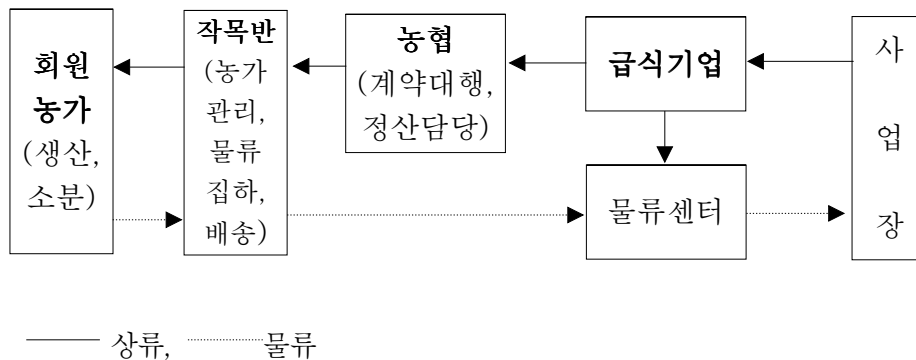 회원
농가
(생산,
소분)
작목반
(농가
관리,
물류
집하,
배송)
농협
(계약대행,
정산담당)
급식기업
물류센터
사
업
장
상류,
물류